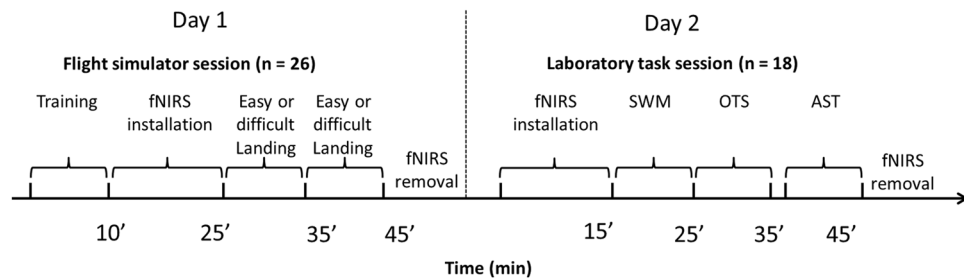 Day 1
Day 2
Flight simulator session (n = 26)
Laboratory task session (n = 18)
Training
fNIRS
installation
Easy or
difficult
Landing
Easy or
difficult
Landing
fNIRS
removal
fNIRS
installation
SWM
OTS
AST
fNIRS
removal
10’
25’
35’
45’
15’
25’
35’
45’
Time (min)